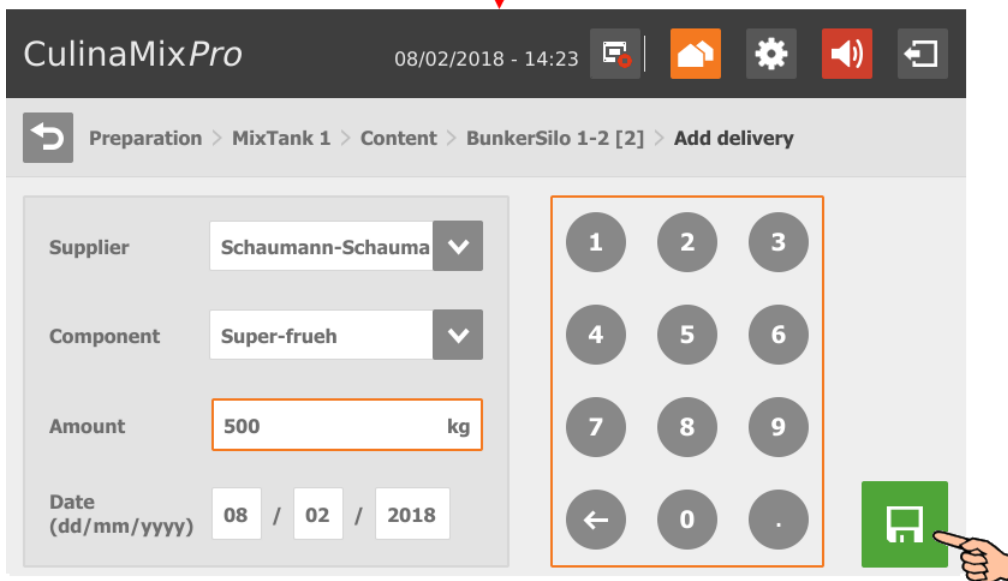 CulinaMixPro
08/02/2018 - 14:23
Preparation > MixTank 1 > Content > BunkerSilo 1-2 [2] > Add delivery
Supplier
Schaumann-Schauma
Component
Super-frueh
Amount
500 kg
Date
(dd/mm/yyyy)
08 / 02 / 2018
1 2 3
4 5 6
7 8 9
← 0 .